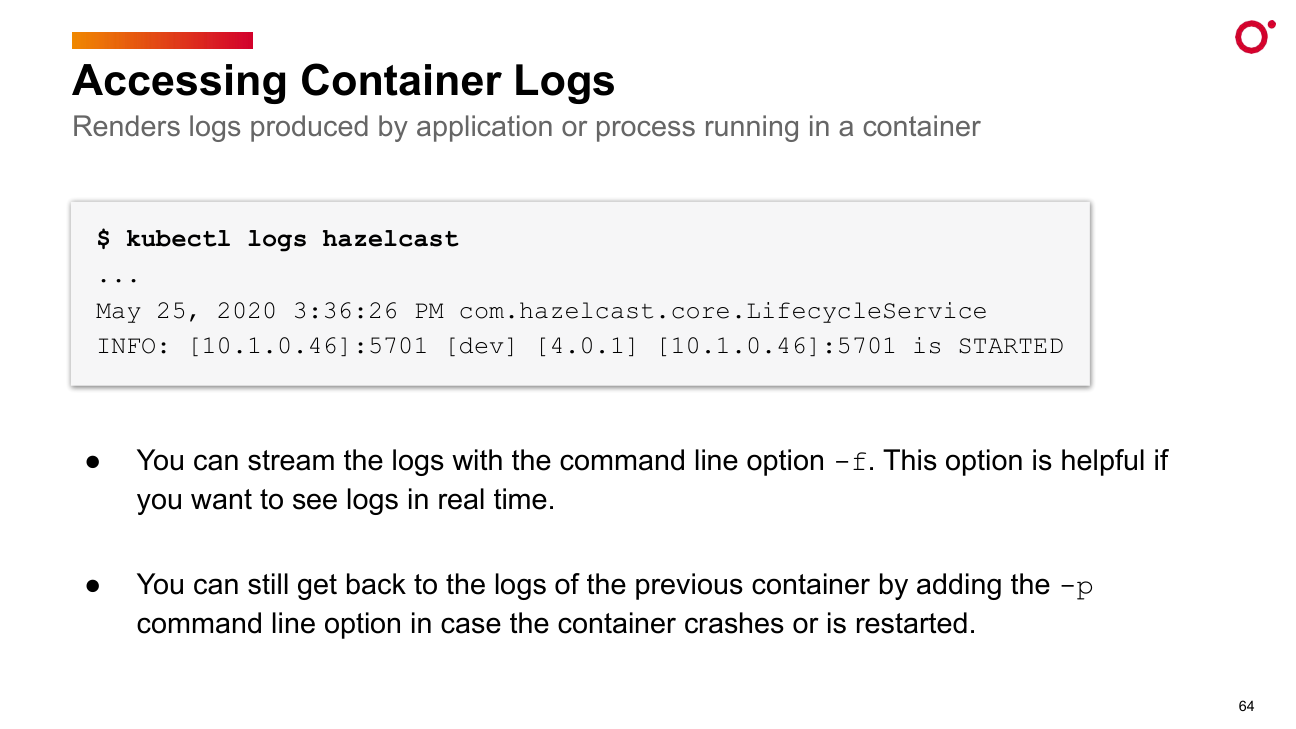 Accessing Container Logs
Renders logs produced by application or process running in a container
$ kubectl logs hazelcast
...
May 25, 2020 3:36:26 PM com.hazelcast.core.LifecycleService
INFO: [10.1.0.46]:5701 [dev] [4.0.1] [10.1.0.46]:5701 is STARTED
● You can stream the logs with the command line option -f. This option is helpful if
you want to see logs in real time.
● You can still get back to the logs of the previous container by adding the -p
command line option in case the container crashes or is restarted.
64